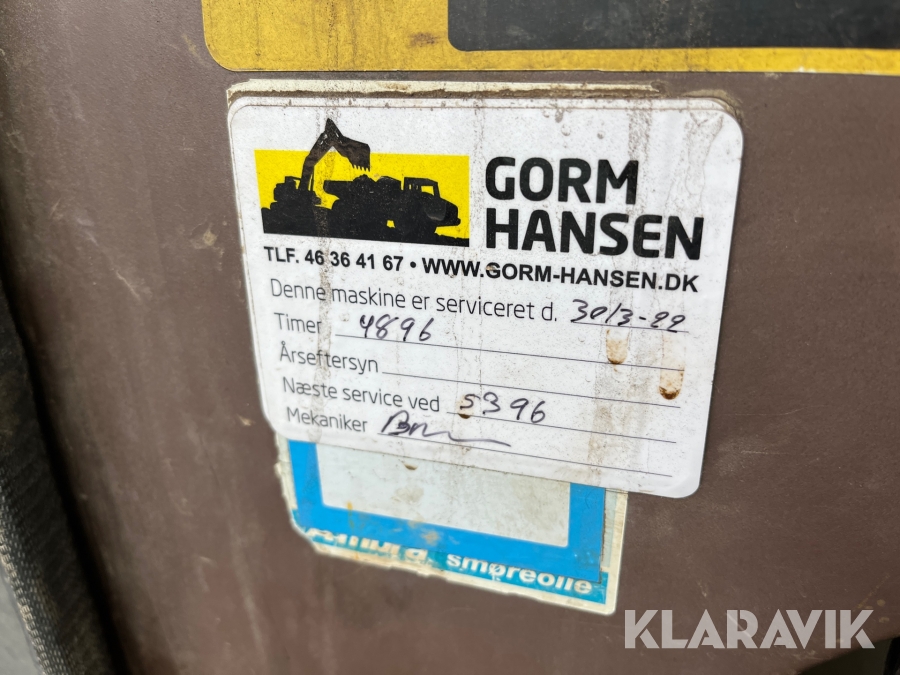 GORM
HANSEN
TLF. 46 36 41 67 • WWW.GORM-HANSEN.DK
Denne maskine er serviceret d. 30/3-22
Timer 4896
Årseftersyn
Næste service ved 5396
Mekaniker
smøreolie
KLARAVIK